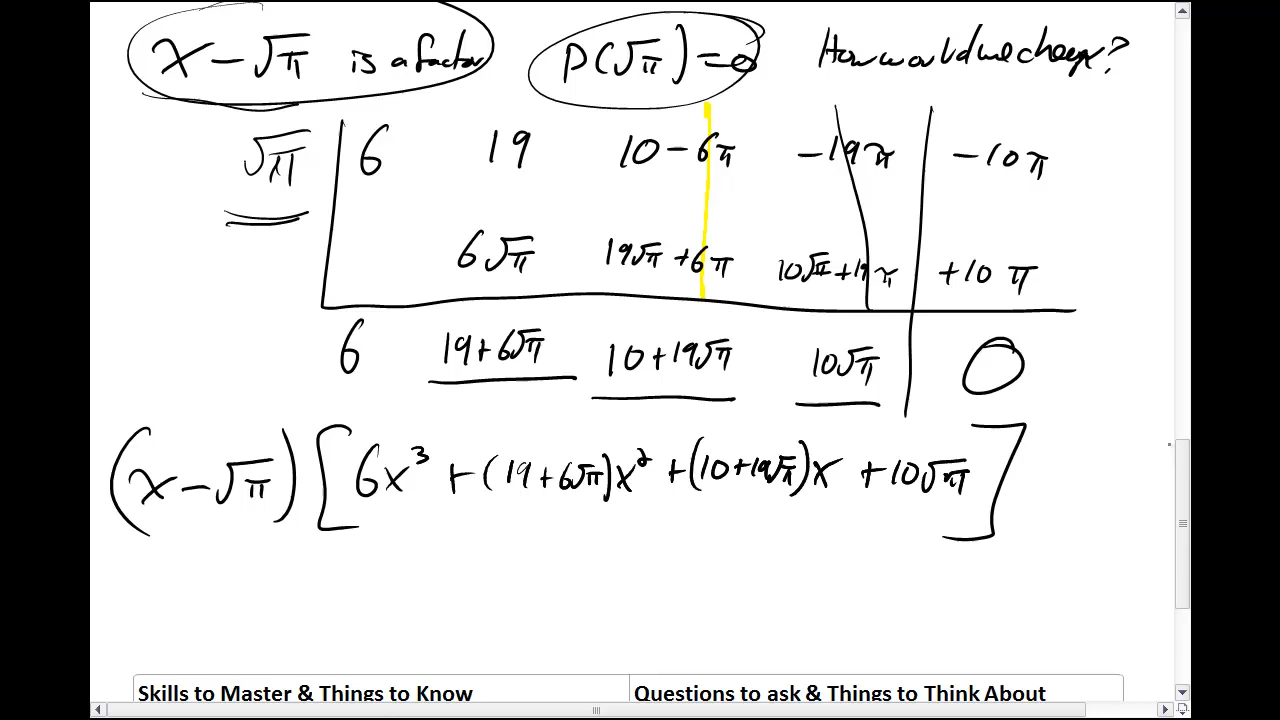 x - √π is a factor P(√π) = 0 How would we check?
√π 6 19 10 - 6π -19π -10π
6√π 19√π + 6π 10√π + 19π +10π
6 19 + 6√π 10 + 19√π 10√π 0
(x - √π) [6x³ + (19 + 6√π)x² + (10 + 19√π)x + 10√π]
Skills to Master & Things to Know Questions to ask & Things to Think About